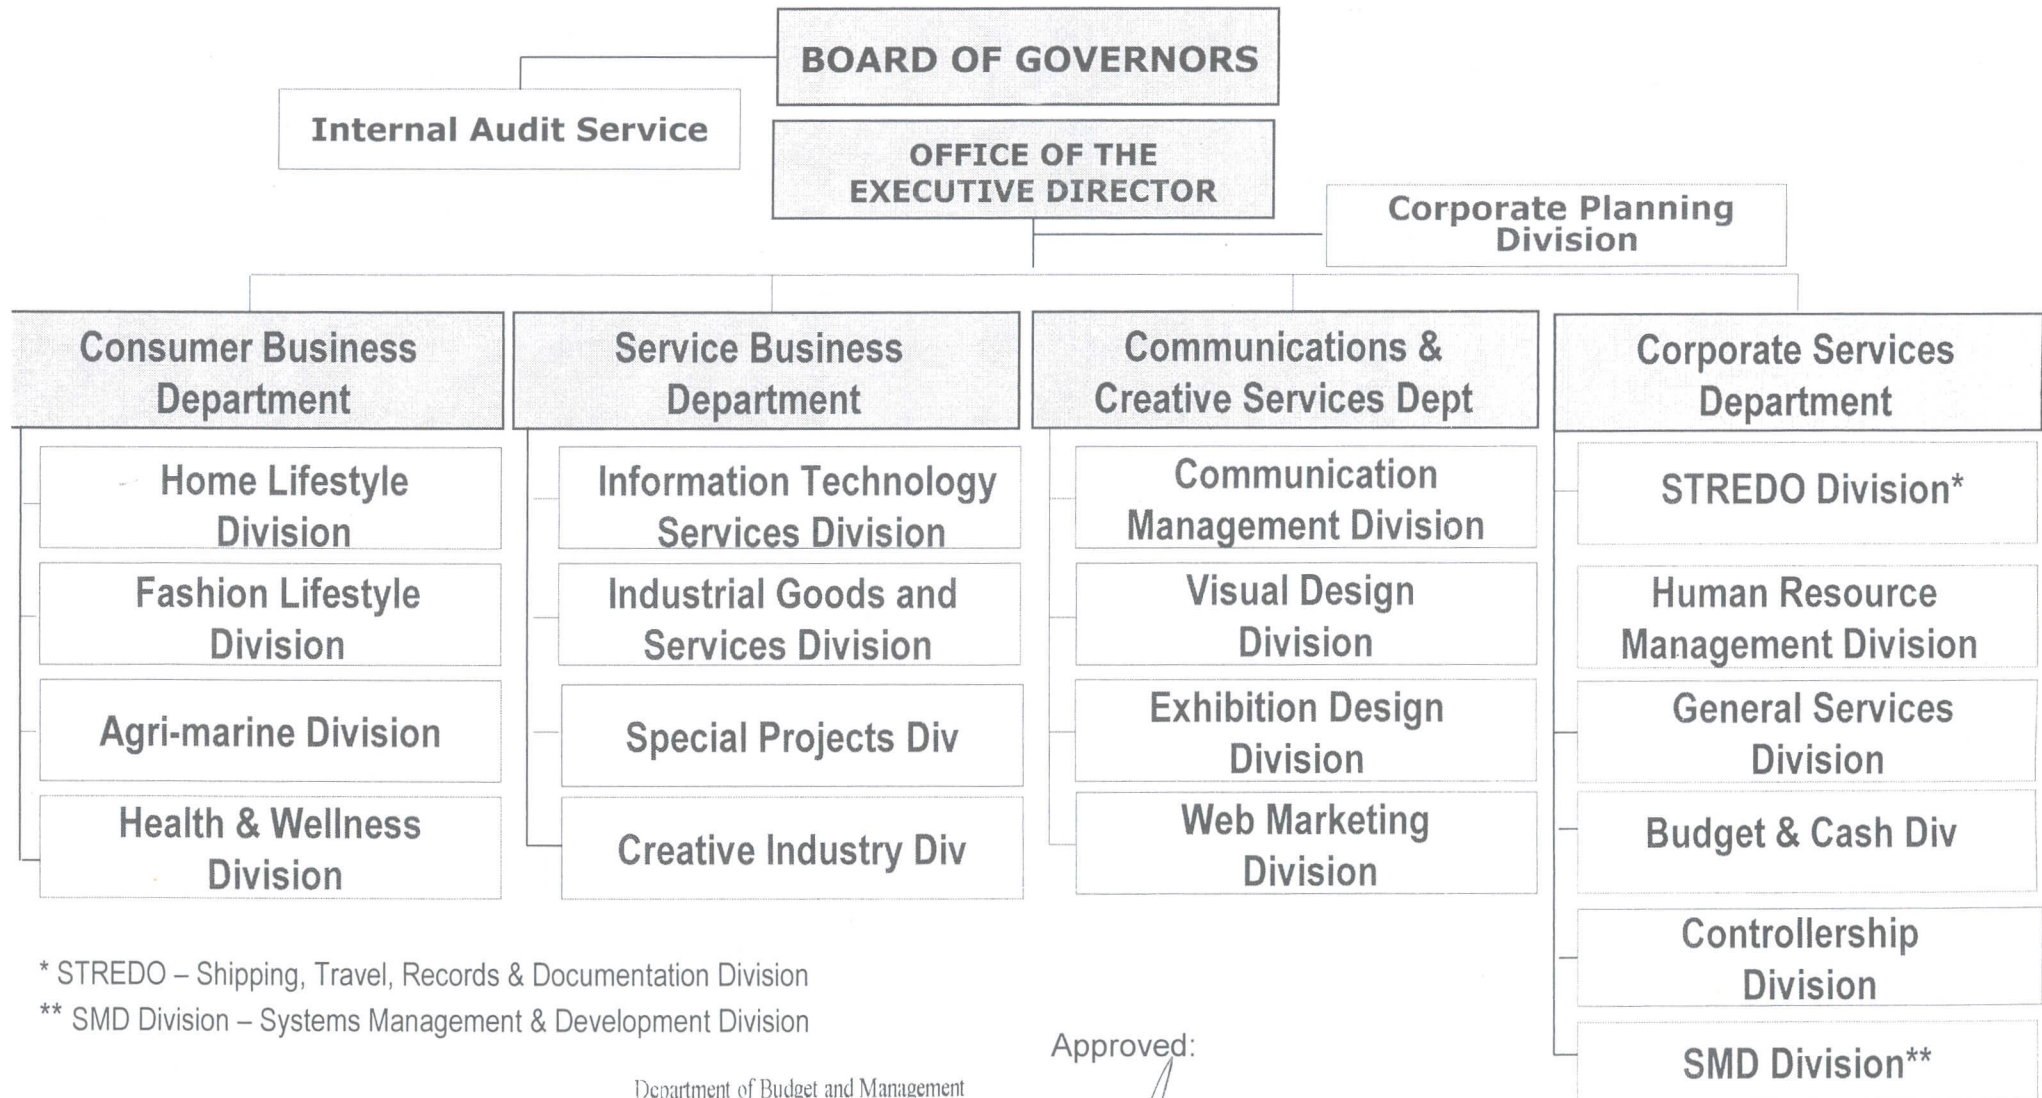 BOARD OF GOVERNORS
Internal Audit Service
OFFICE OF THE
EXECUTIVE DIRECTOR
Corporate Planning
Division
Consumer Business
Department
Home Lifestyle
Division
Fashion Lifestyle
Division
Agri-marine Division
Health & Wellness
Division
Service Business
Department
Information Technology
Services Division
Industrial Goods and
Services Division
Special Projects Div
Creative Industry Div
Communications &
Creative Services Dept
Communication
Management Division
Visual Design
Division
Exhibition Design
Division
Web Marketing
Division
Corporate Services
Department
STREDO Division*
Human Resource
Management Division
General Services
Division
Budget & Cash Div
Controllership
Division
SMD Division**
* STREDO – Shipping, Travel, Records & Documentation Division
** SMD Division – Systems Management & Development Division
Approved:
Department of Budget and Management